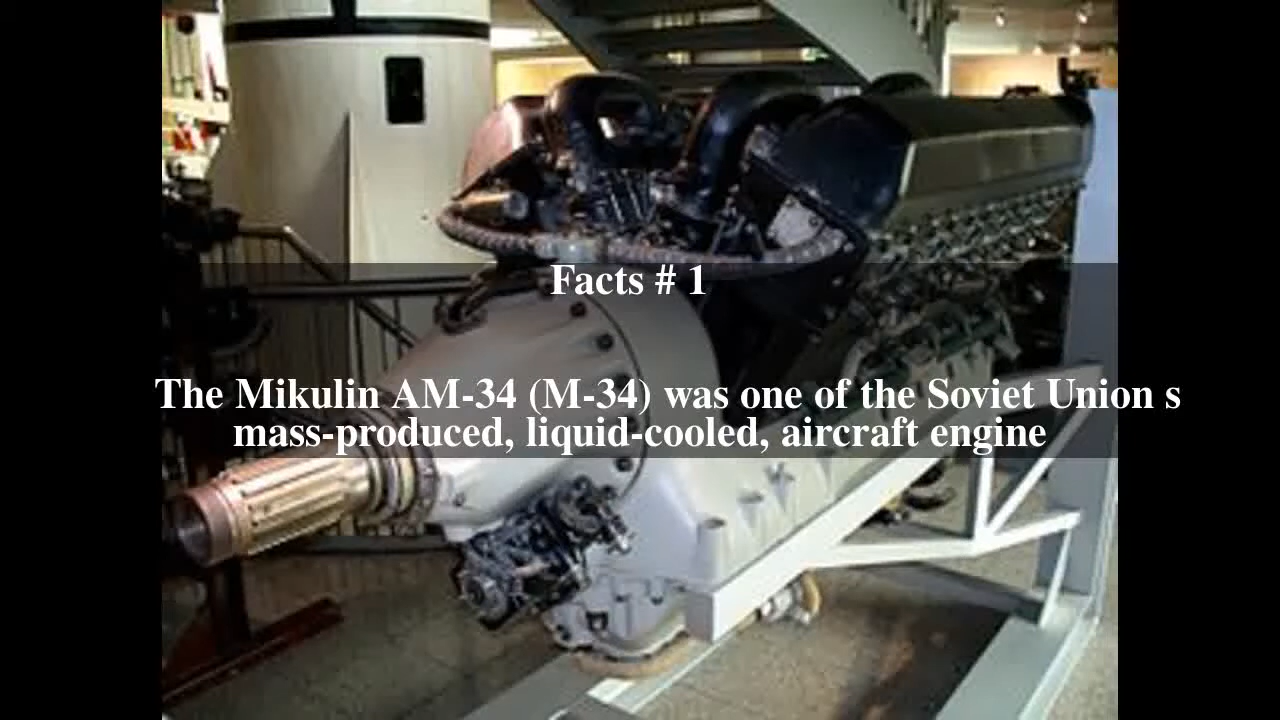 Facts # 1
The Mikulin AM-34 (M-34) was one of the Soviet Union s
mass-produced, liquid-cooled, aircraft engine